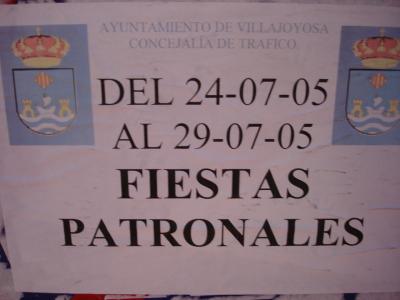 AYUNTAMIENTO DE VILLAJOYOSA
CONCEJALÍA DE TRAFICO
DEL 24-07-05
AL 29-07-05
FIESTAS
PATRONALES